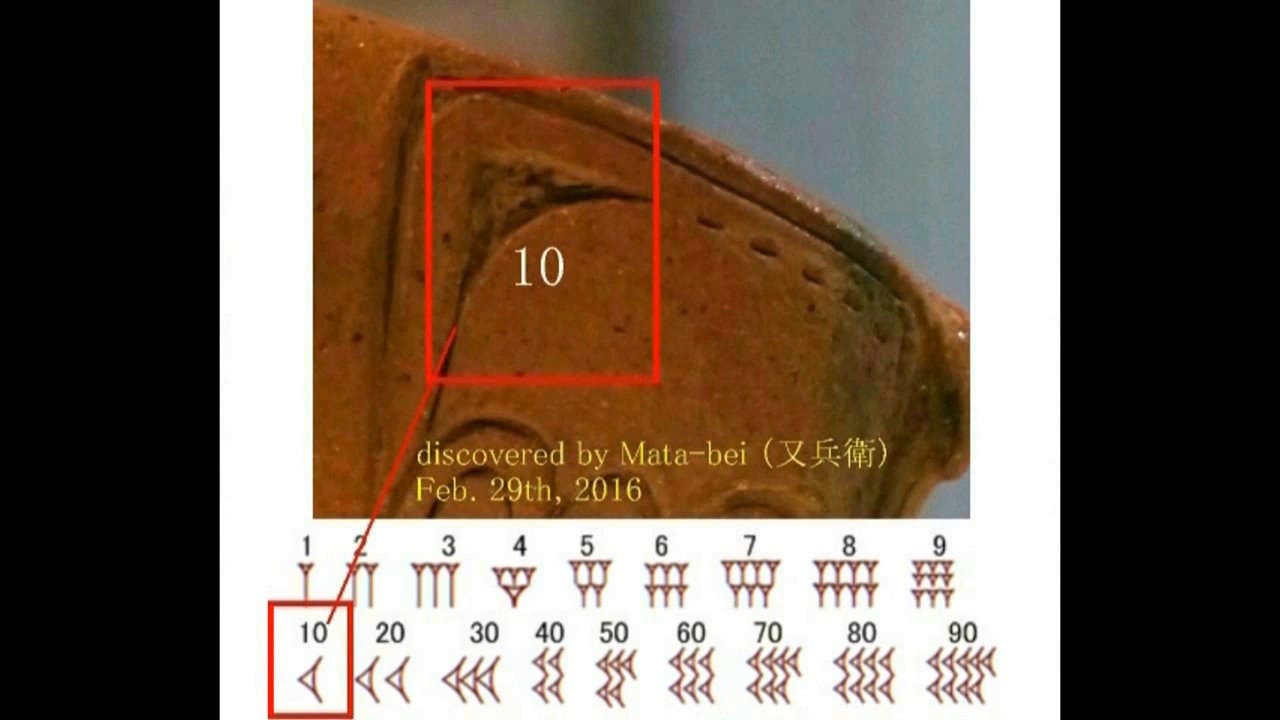 10
discovered by Mata-bei (又兵衛)
Feb. 29th, 2016
1 2 3 4 5 6 7 8 9
10 20 30 40 50 60 70 80 90